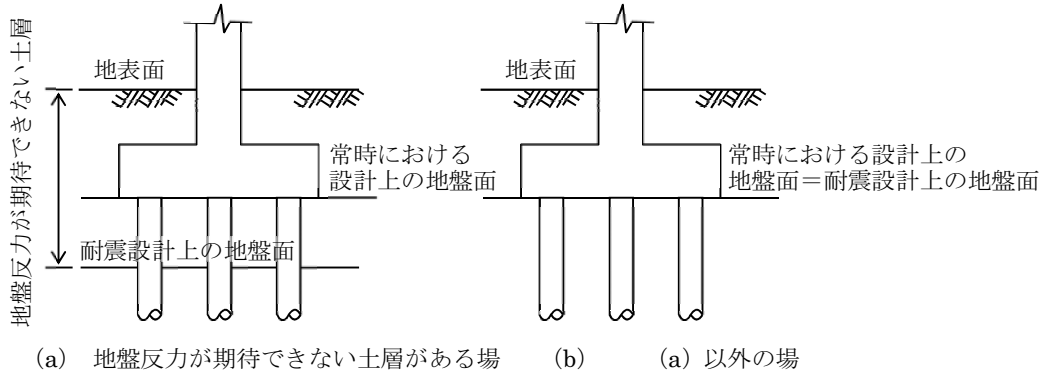 地盤反力が期待できない土層
地表面
常時における
設計上の地盤面
耐震設計上の地盤面
(a) 地盤反力が期待できない土層がある場
地表面
常時における設計上の
地盤面＝耐震設計上の地盤面
(b) (a) 以外の場